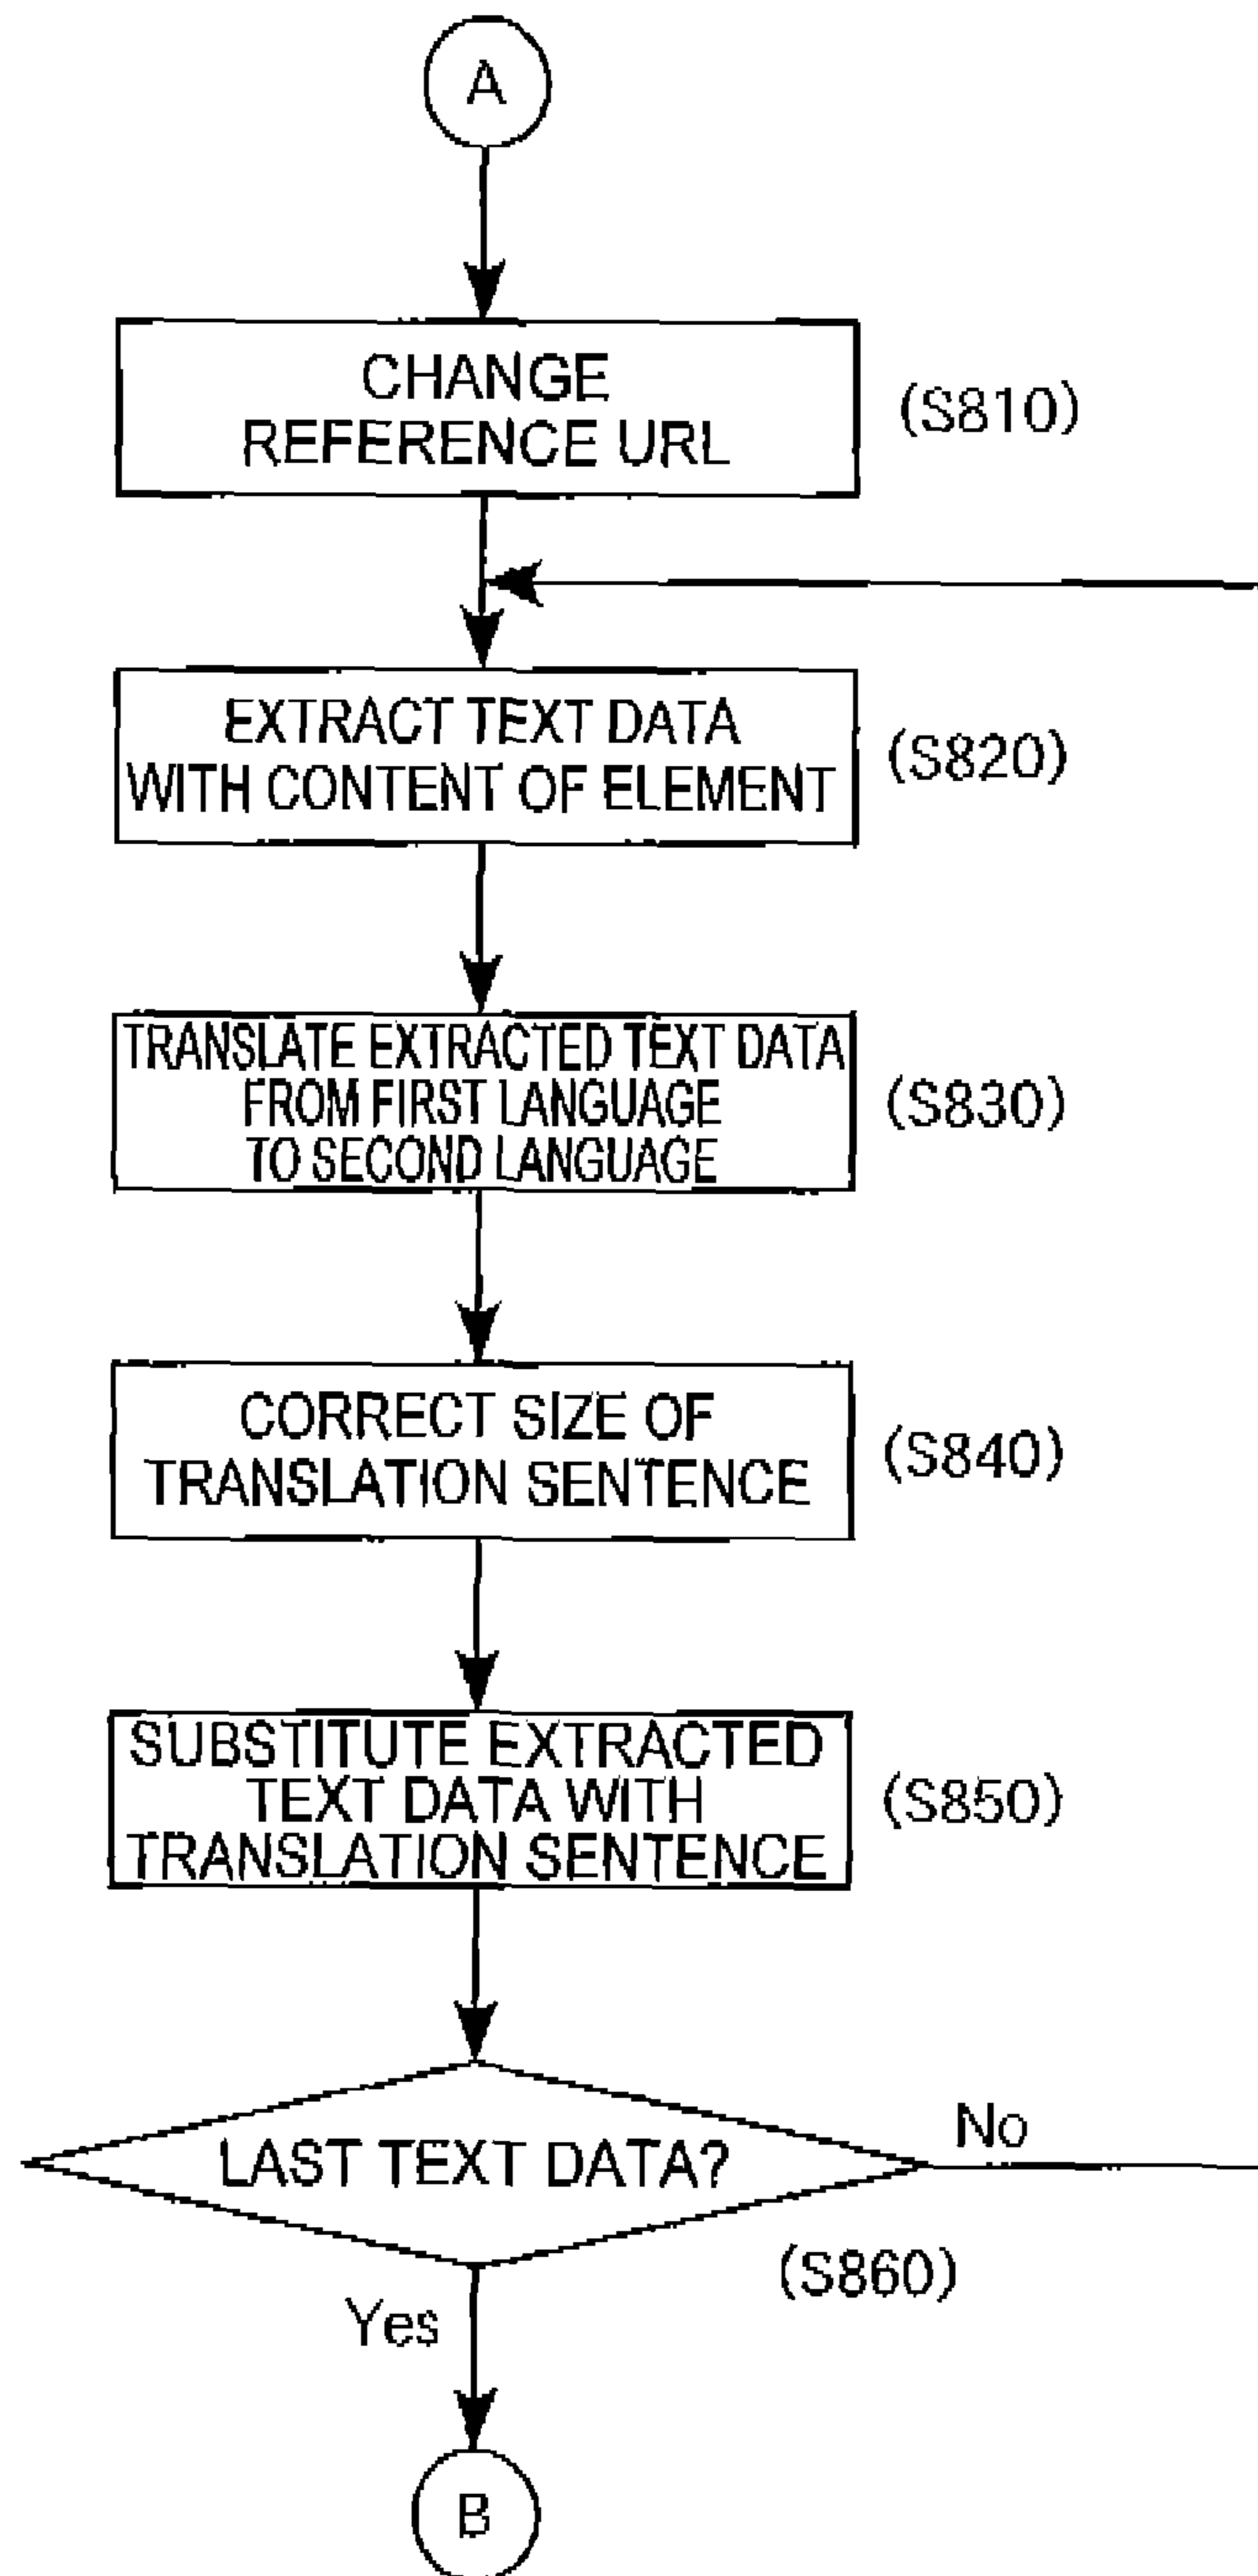 A
CHANGE
REFERENCE URL
(S810)
EXTRACT TEXT DATA
WITH CONTENT OF ELEMENT
(S820)
TRANSLATE EXTRACTED TEXT DATA
FROM FIRST LANGUAGE
TO SECOND LANGUAGE
(S830)
CORRECT SIZE OF
TRANSLATION SENTENCE
(S840)
SUBSTITUTE EXTRACTED
TEXT DATA WITH
TRANSLATION SENTENCE
(S850)
LAST TEXT DATA?
No
(S860)
Yes
B